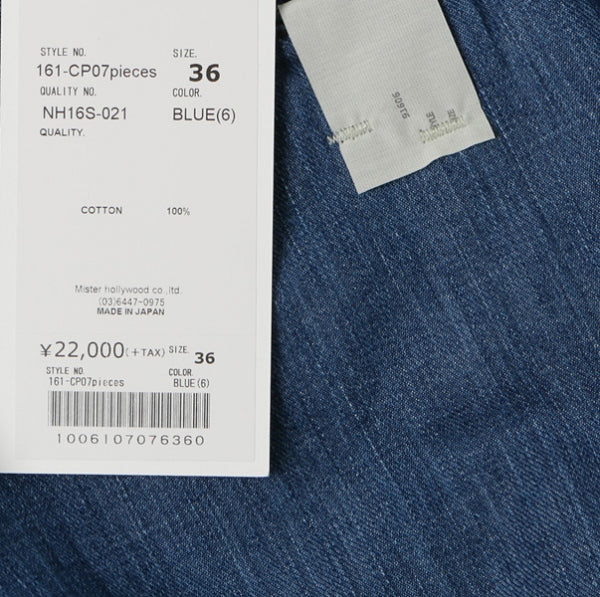 STYLE NO. SIZE.
161-CP07pieces 36
QUALITY NO. COLOR.
NH16S-021 BLUE(6)
QUALITY.
COTTON 100%
Mister hollywood co.,ltd.
(03)6447-0975
MADE IN JAPAN
¥22,000(+TAX) SIZE. 36
STYLE NO. COLOR.
161-CP07pieces BLUE(6)
1006107076360